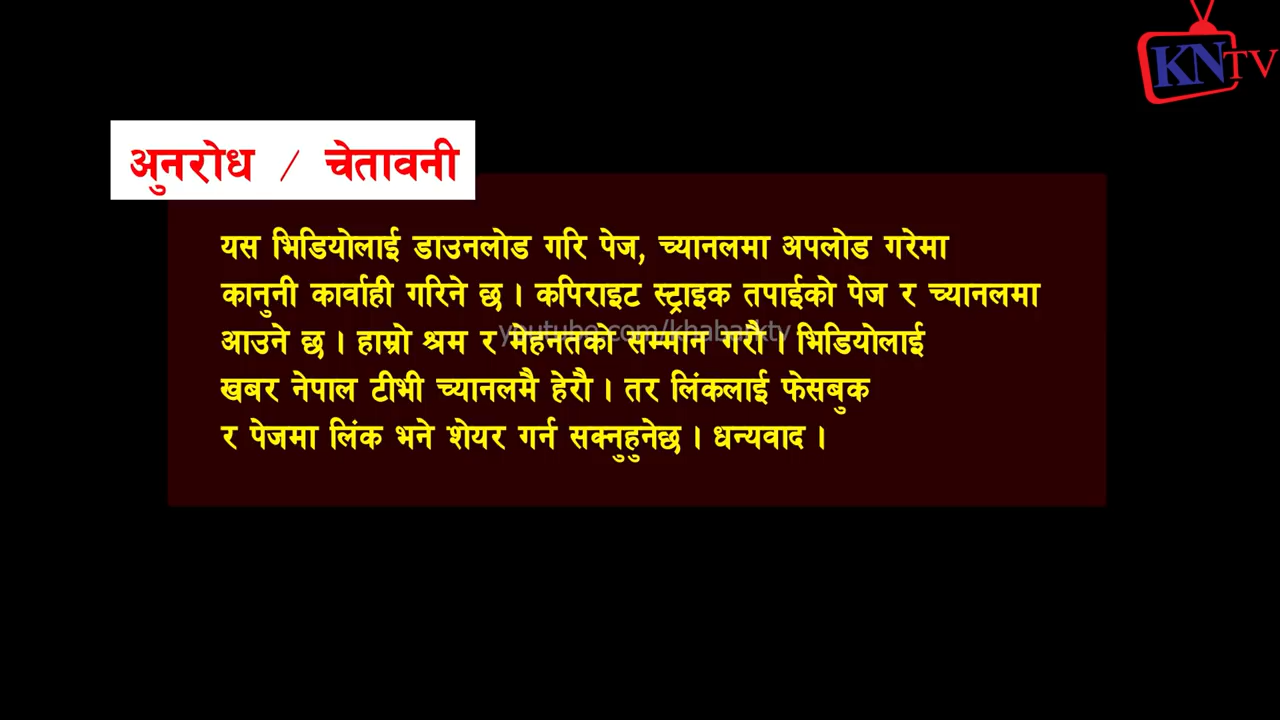 KNTV
अुनरोध / चेतावनी
यस भिडियोलाई डाउनलोड गरि पेज, च्यानलमा अपलोड गरेमा
कानुनी कार्वाही गरिने छ । कपिराइट स्ट्राइक तपाईको पेज र च्यानलमा
आउने छ । हाम्रो श्रम र मेहनतको सम्मान गरौ । भिडियोलाई
खबर नेपाल टीभी च्यानलमै हेरौ । तर लिंकलाई फेसबुक
र पेजमा लिंक भने शेयर गर्न सक्नुहुनेछ । धन्यवाद ।